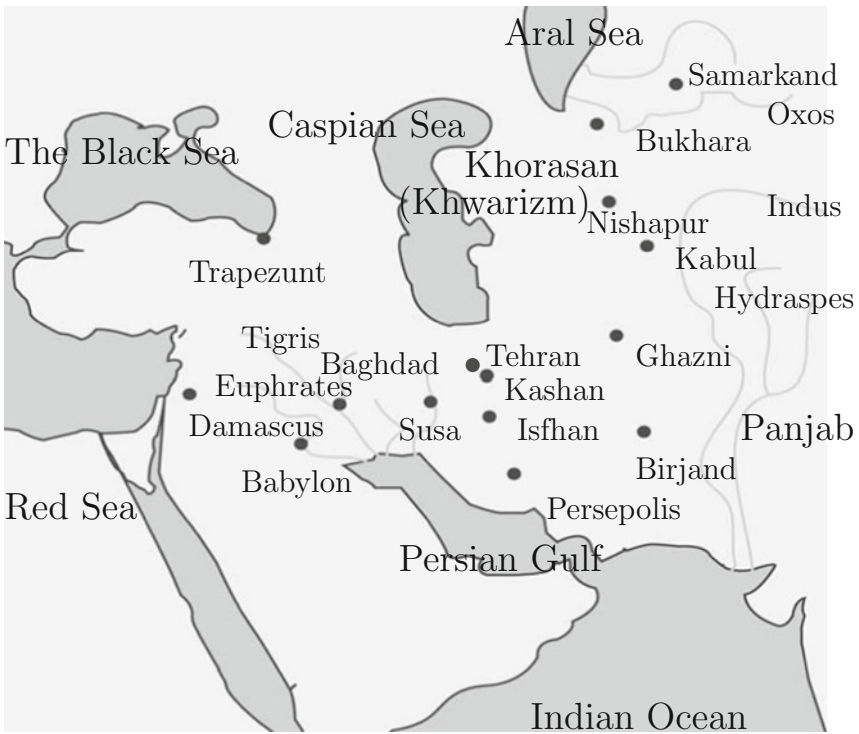 Aral Sea
Samarkand
Oxos
Caspian Sea
Bukhara
The Black Sea
Khorasan
(Khwarizm)
Nishapur
Indus
Kabul
Trapezunt
Hydraspes
Tigris
Baghdad
Tehran
Ghazni
Euphrates
Kashan
Damascus
Susa
Isfhan
Panjab
Babylon
Birjand
Red Sea
Persepolis
Persian Gulf
Indian Ocean